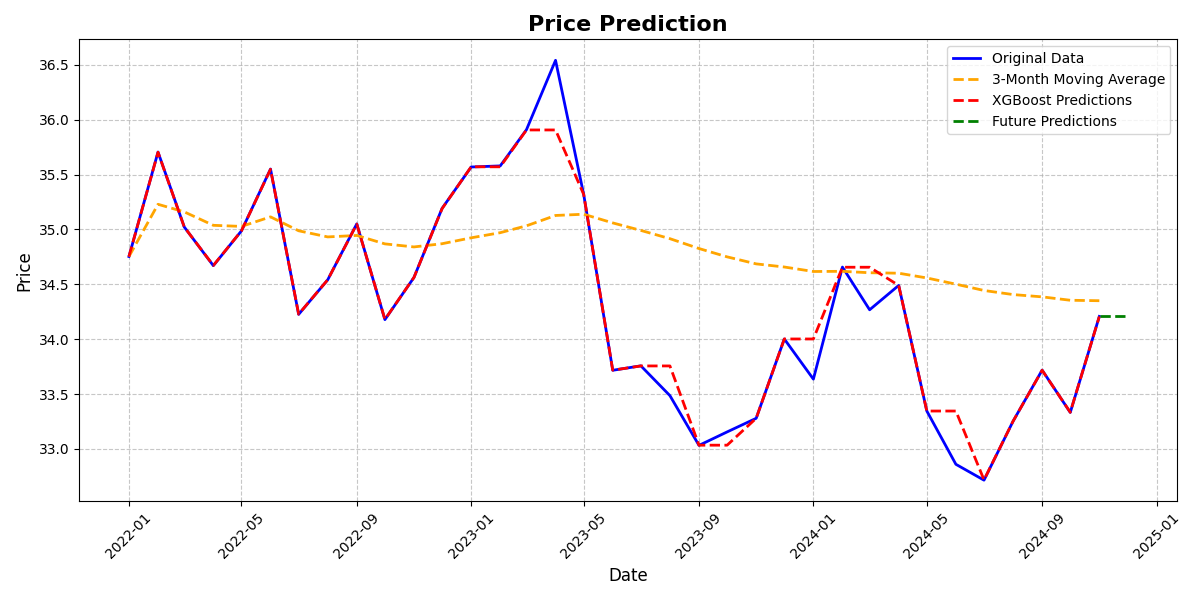 Price Prediction
Original Data
3-Month Moving Average
XGBoost Predictions
Future Predictions
Price
36.5
36.0
35.5
35.0
34.5
34.0
33.5
33.0
2022-01
2022-05
2022-09
2023-01
2023-05
2023-09
2024-01
2024-05
2024-09
2025-01
Date